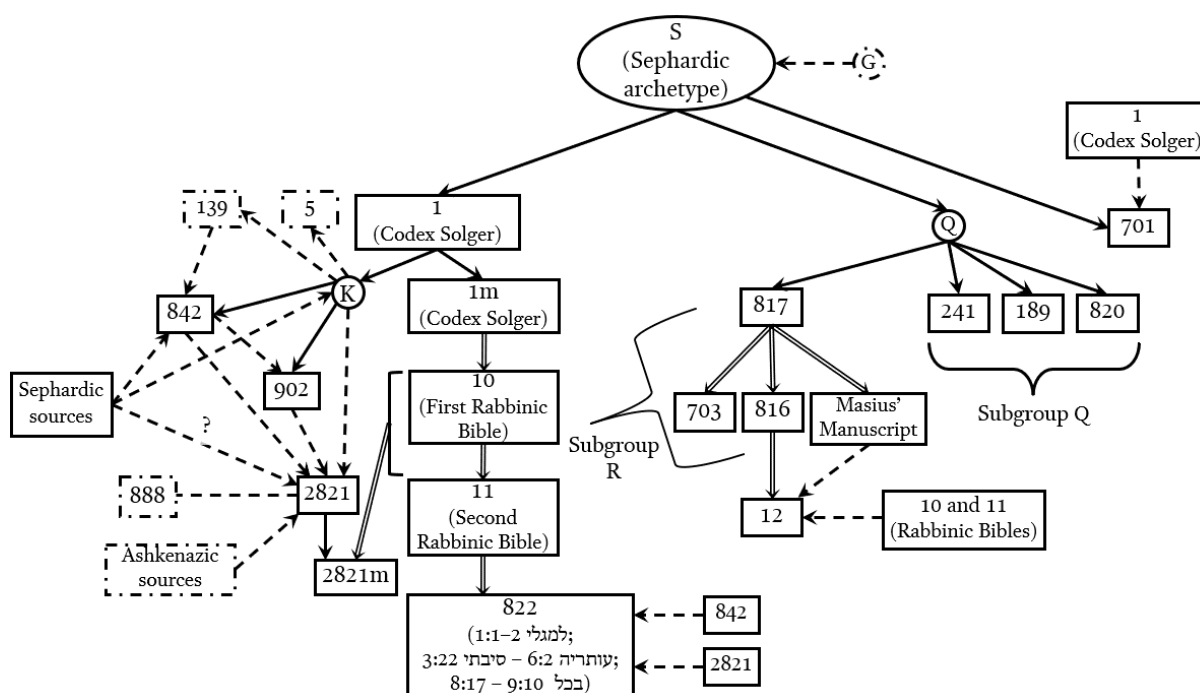 S
(Sephardic
archetype)
G
1
(Codex Solger)
139
5
1
(Codex Solger)
701
Q
K
1m
(Codex Solger)
842
817
241
189
820
Sephardic
sources
902
10
(First Rabbinic
Bible)
703
816
Masius’
Manuscript
Subgroup Q
?
Subgroup
R
888
2821
11
(Second
Rabbinic Bible)
12
10 and 11
(Rabbinic Bibles)
Ashkenazic
sources
2821m
822
(1:1–2 למגלי;
3:22 עותריה 6:2 – סיבתי;
8:17 – 9:10 בכל)
842
2821